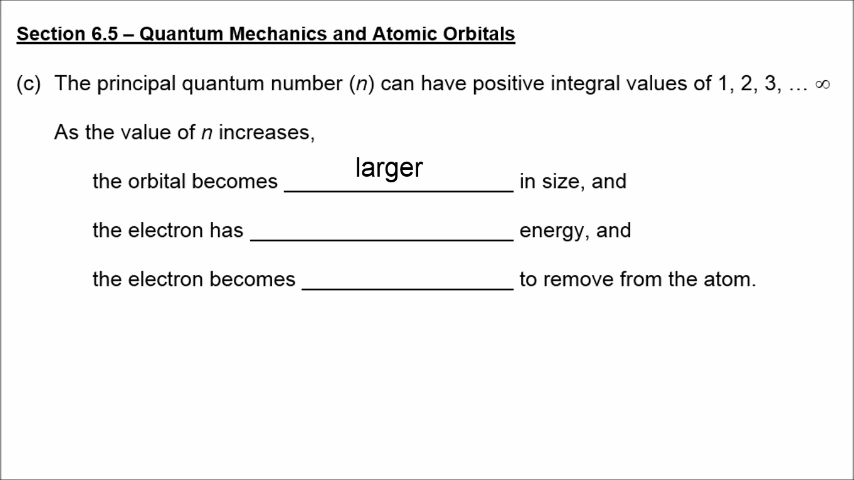 Section 6.5 – Quantum Mechanics and Atomic Orbitals
(c) The principal quantum number (n) can have positive integral values of 1, 2, 3, … ∞
As the value of n increases,
the orbital becomes larger in size, and
the electron has ______________________ energy, and
the electron becomes __________________ to remove from the atom.